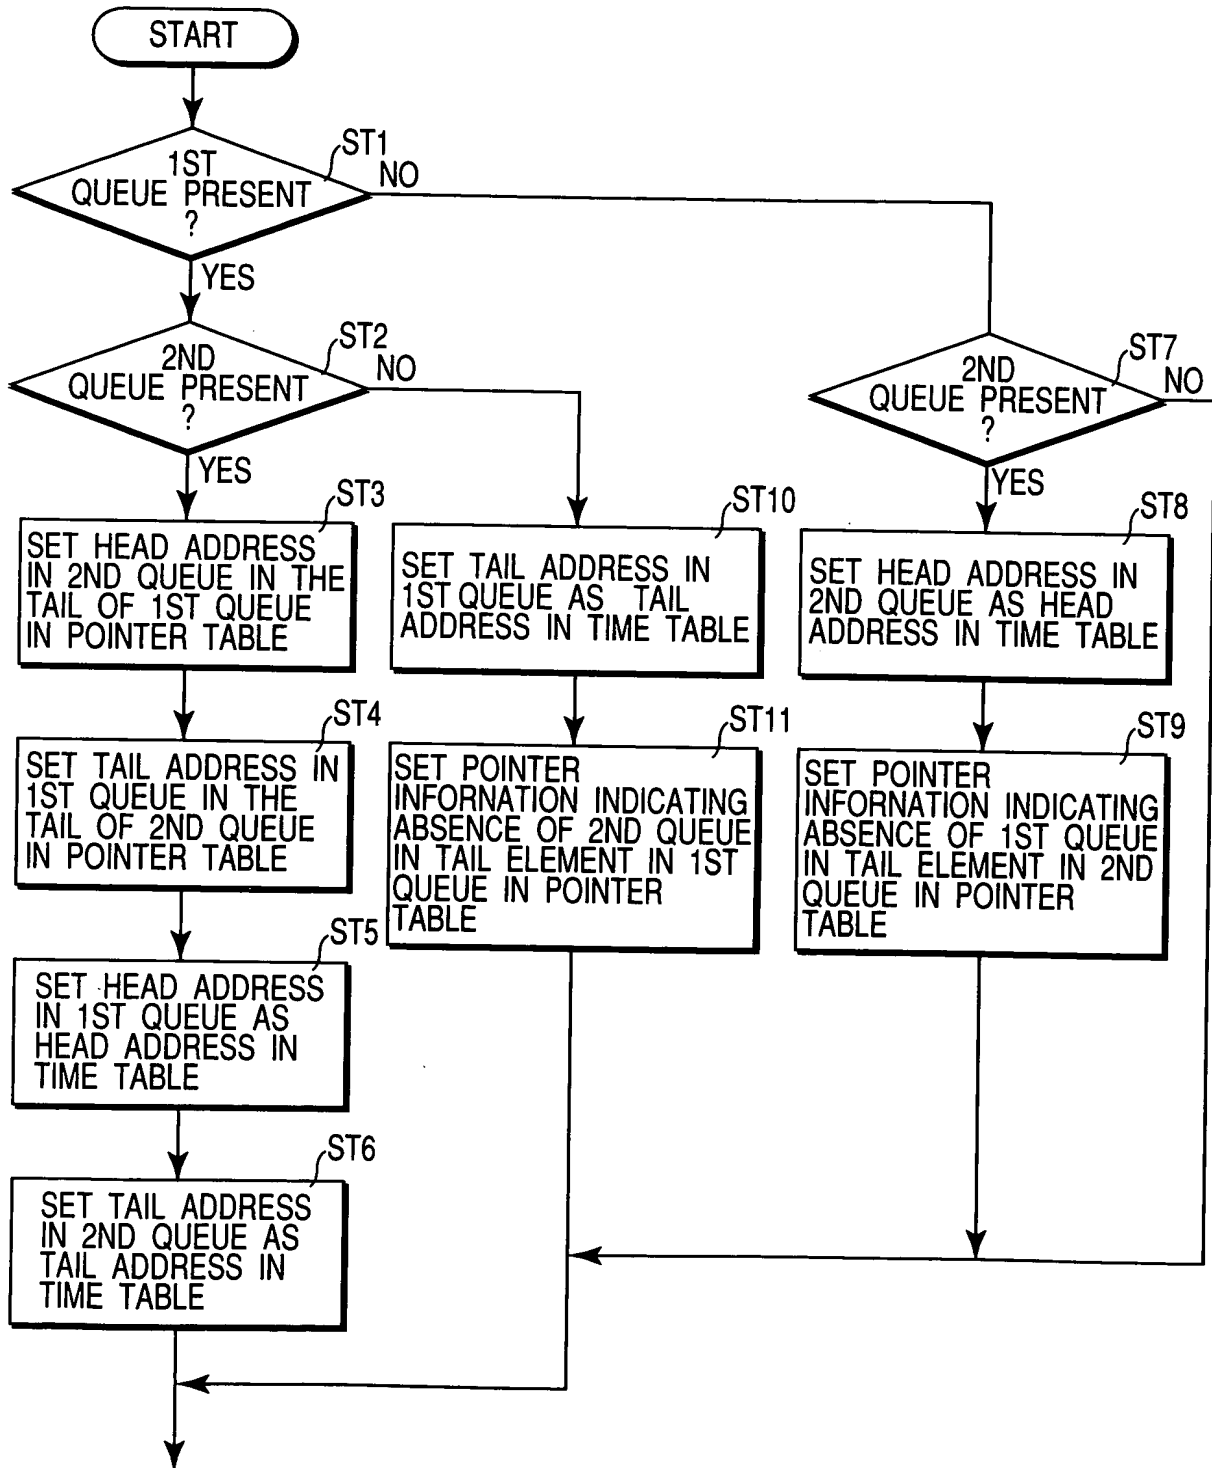 START
ST1
1ST
QUEUE PRESENT
?
NO
YES
ST2
2ND
QUEUE PRESENT
?
NO
YES
ST7
2ND
QUEUE PRESENT
?
NO
YES
ST3
SET HEAD ADDRESS
IN 2ND QUEUE IN THE
TAIL OF 1ST QUEUE
IN POINTER TABLE
ST10
SET TAIL ADDRESS IN
1ST QUEUE AS TAIL
ADDRESS IN TIME TABLE
ST8
SET HEAD ADDRESS IN
2ND QUEUE AS HEAD
ADDRESS IN TIME TABLE
ST4
SET TAIL ADDRESS IN
1ST QUEUE IN THE
TAIL OF 2ND QUEUE
IN POINTER TABLE
ST11
SET POINTER
INFORNATION INDICATING
ABSENCE OF 2ND QUEUE
IN TAIL ELEMENT IN 1ST
QUEUE IN POINTER
TABLE
ST9
SET POINTER
INFORNATION INDICATING
ABSENCE OF 1ST QUEUE
IN TAIL ELEMENT IN 2ND
QUEUE IN POINTER
TABLE
ST5
SET HEAD ADDRESS
IN 1ST QUEUE AS
HEAD ADDRESS IN
TIME TABLE
ST6
SET TAIL ADDRESS
IN 2ND QUEUE AS
TAIL ADDRESS IN
TIME TABLE